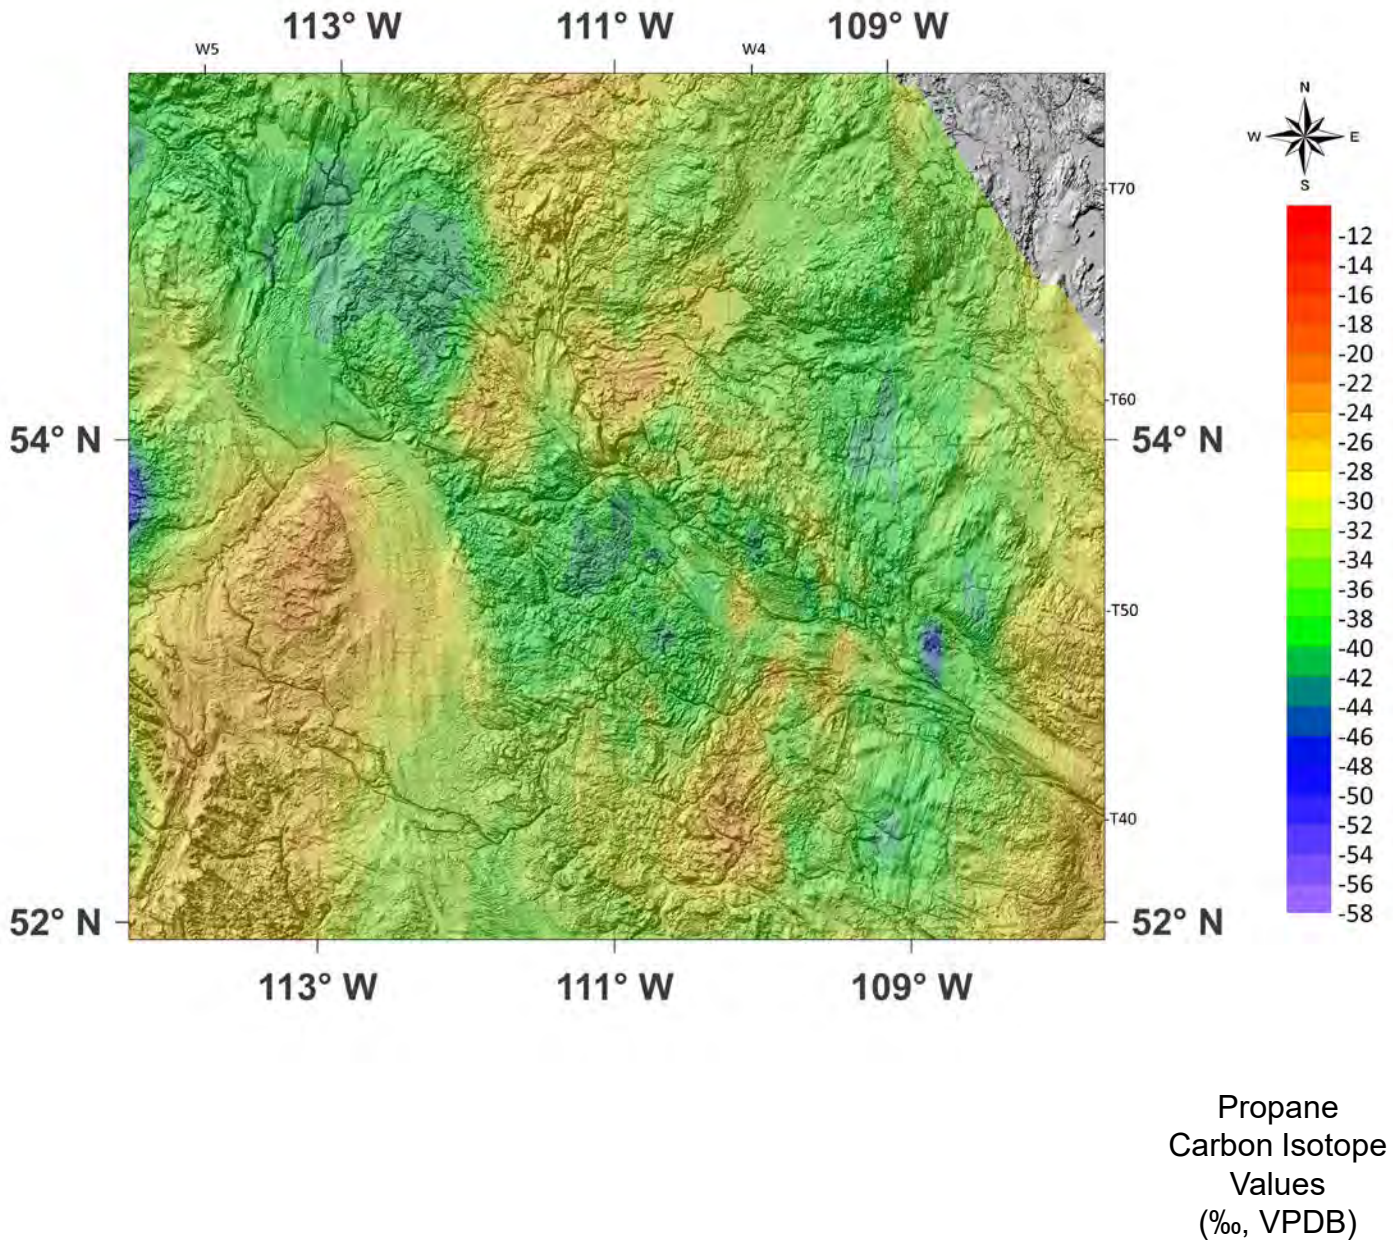 113° W 111° W 109° W
W5 W4
N
W E
S
T70
-12
-14
-16
-18
-20
-22
-24
-26
-28
-30
-32
-34
-36
-38
-40
-42
-44
-46
-48
-50
-52
-54
-56
-58
T60
54° N 54° N
T50
T40
52° N 52° N
113° W 111° W 109° W
Propane
Carbon Isotope
Values
(‰, VPDB)